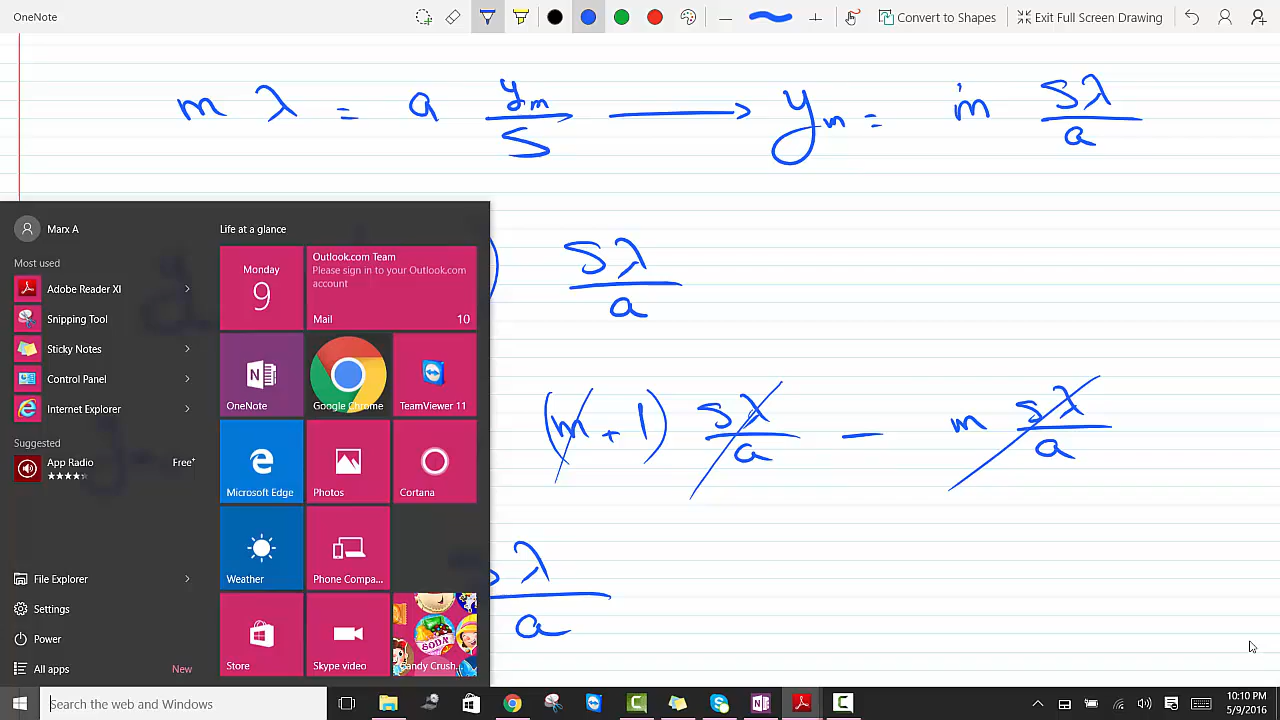 OneNote
Convert to Shapes
Exit Full Screen Drawing
m λ = a y_m / S ⟶ y_m = m Sλ / a
) Sλ / a
(m + 1) Sλ / a — m Sλ / a
Sλ / a
Marx A
Most used
Adobe Reader XI
Snipping Tool
Sticky Notes
Control Panel
Internet Explorer
Suggested
App Radio
Free+
File Explorer
Settings
Power
All apps
New
Life at a glance
Monday
9
Outlook.com Team
Please sign in to your Outlook.com
account
Mail
10
OneNote
Google Chrome
TeamViewer 11
Microsoft Edge
Photos
Cortana
Weather
Phone Compa...
Store
Skype video
SODA
Candy Crush...
Search the web and Windows
10:10 PM
5/9/2016